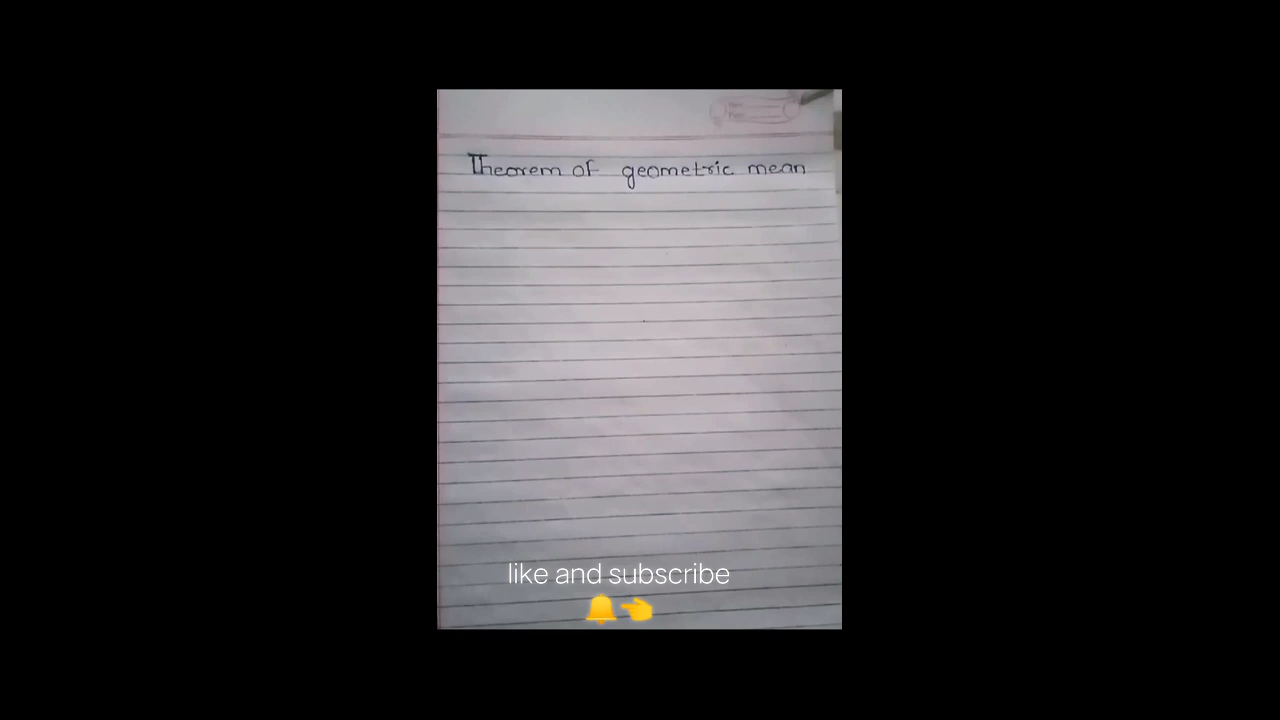 Theorem of geometric mean
like and subscribe
🔔👈